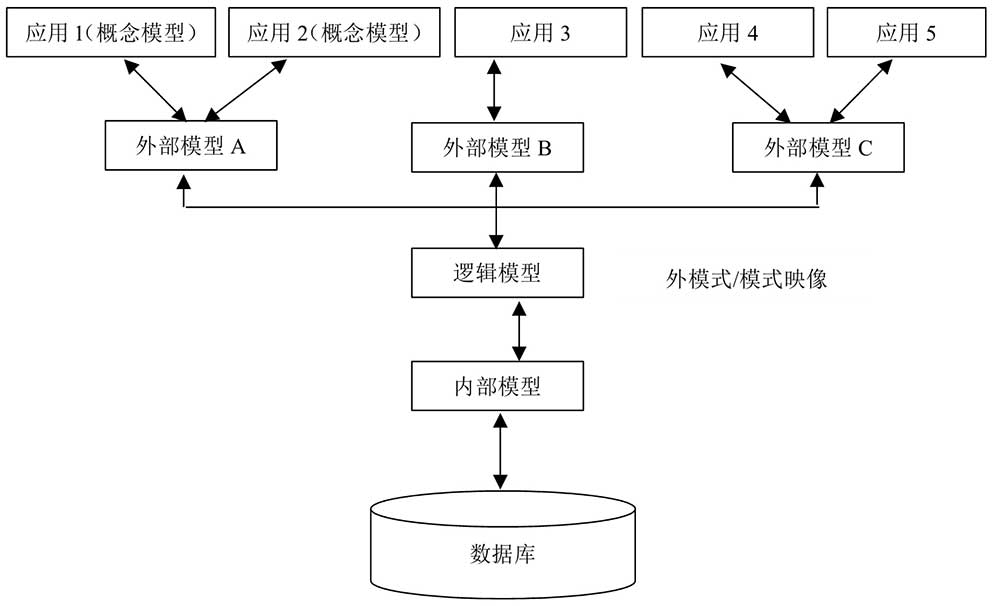 应用 1（概念模型）
应用 2（概念模型）
应用 3
应用 4
应用 5
外部模型 A
外部模型 B
外部模型 C
逻辑模型
外模式/模式映像
内部模型
数据库